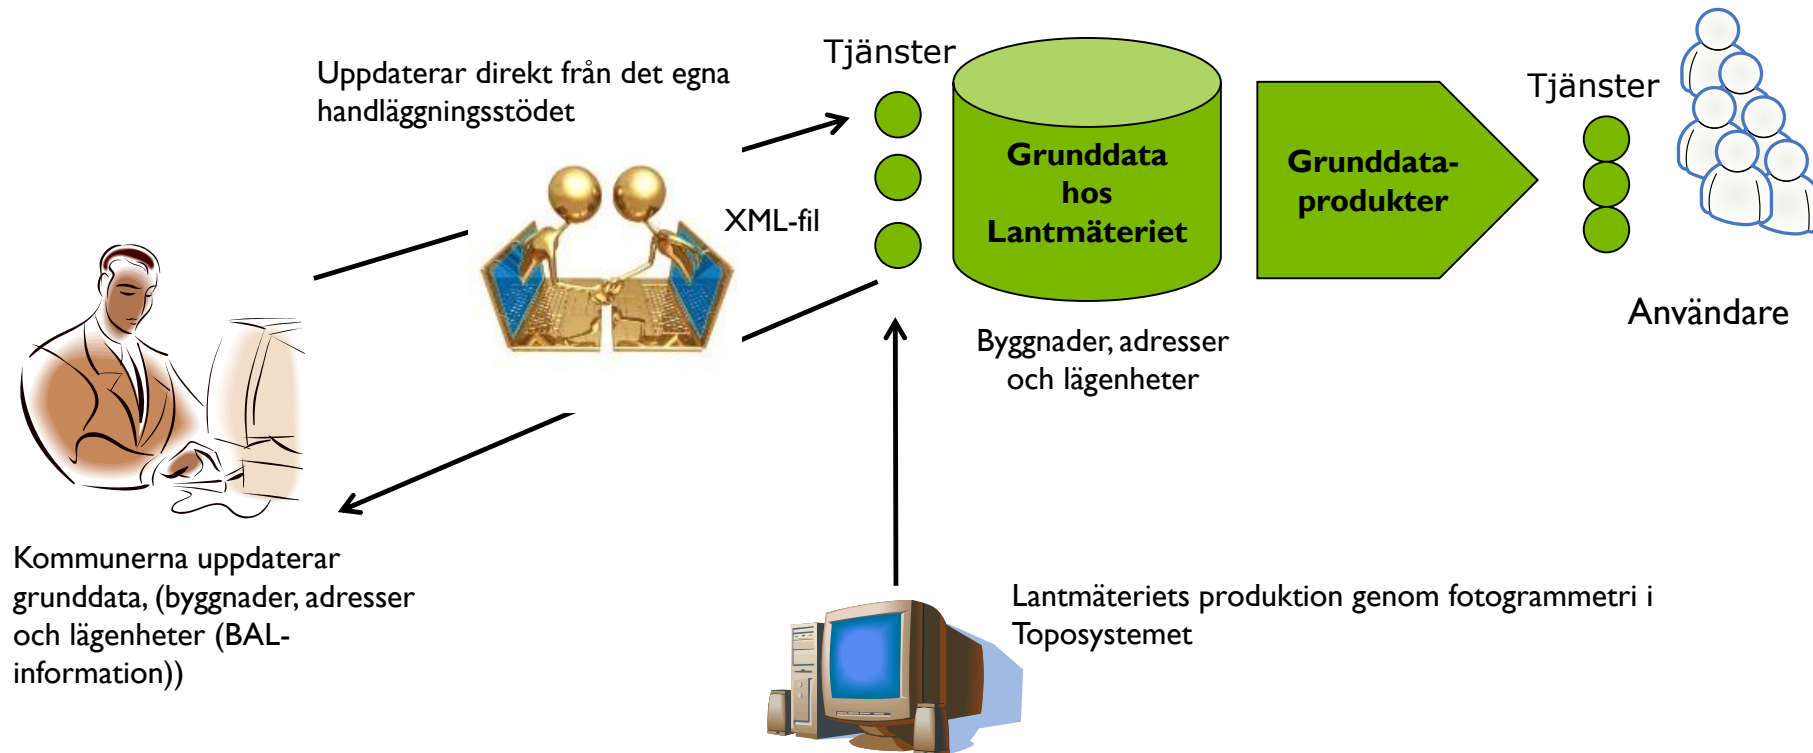 Uppdaterar direkt från det egna
handläggningsstödet
Tjänster
XML-fil
Grunddata
hos
Lantmäteriet
Grunddata-
produkter
Tjänster
Användare
Byggnader, adresser
och lägenheter
Kommunerna uppdaterar
grunddata, (byggnader, adresser
och lägenheter (BAL-
information))
Lantmäteriets produktion genom fotogrammetri i
Toposystemet